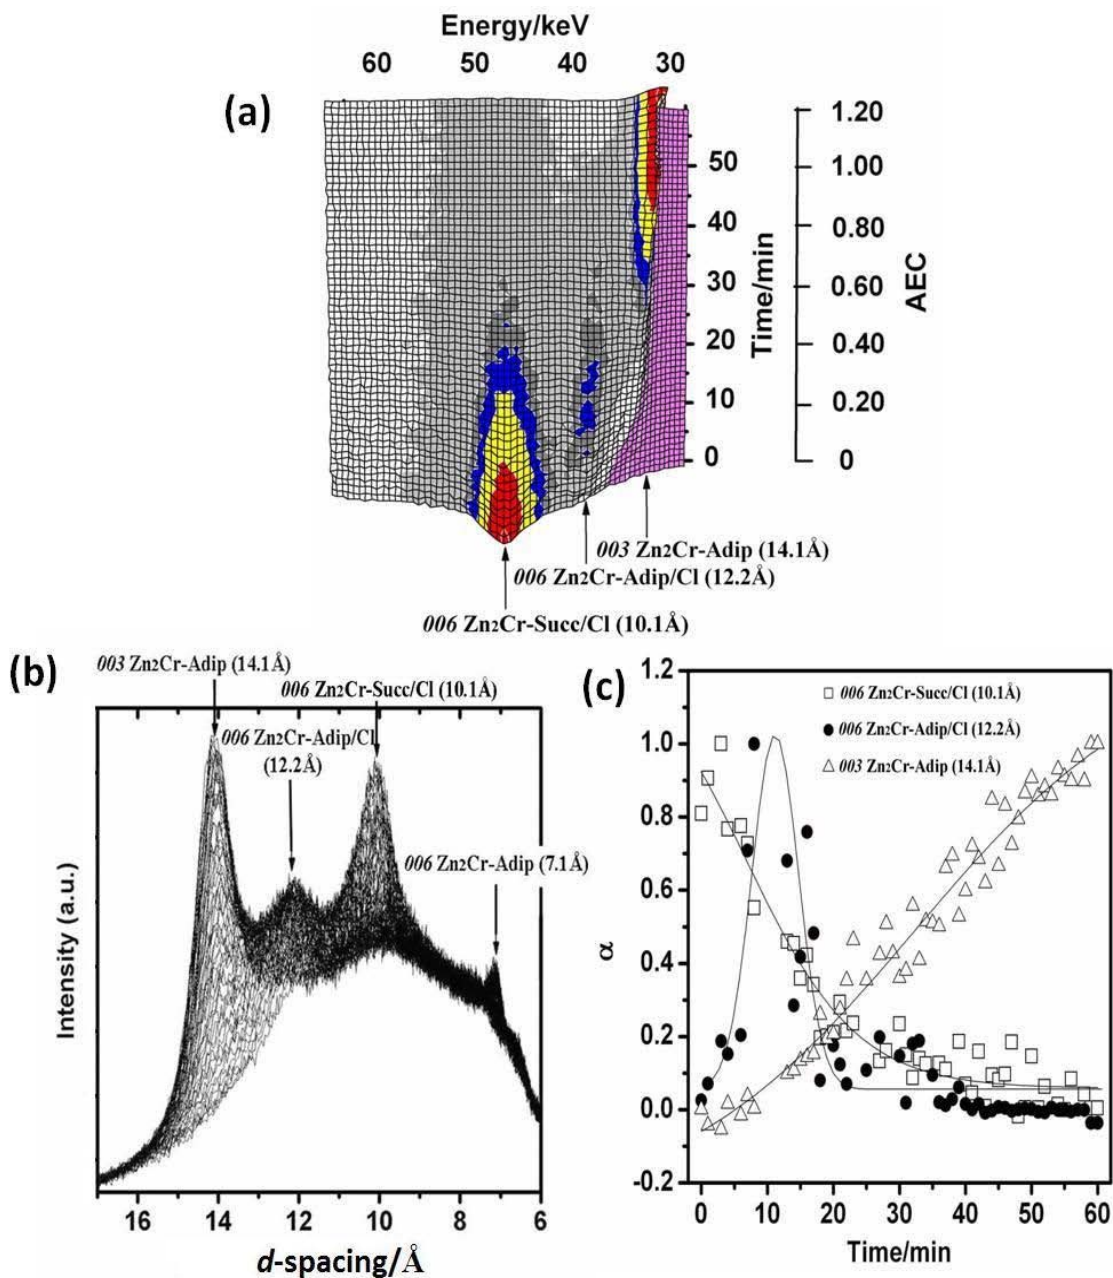 Energy/keV
60 50 40 30
(a)
1.20
1.00
0.80
0.60
0.40
0.20
0
AEC
50
40
30
20
10
0
Time/min
003 Zn2Cr-Adip (14.1Å)
006 Zn2Cr-Adip/Cl (12.2Å)
006 Zn2Cr-Succ/Cl (10.1Å)
(b)
003 Zn2Cr-Adip (14.1Å)
006 Zn2Cr-Succ/Cl (10.1Å)
006 Zn2Cr-Adip/Cl
(12.2Å)
006 Zn2Cr-Adip (7.1Å)
Intensity (a.u.)
16 14 12 10 8 6
d-spacing/Å
(c)
1.2
1.0
0.8
0.6
0.4
0.2
0.0
-0.2
α
006 Zn2Cr-Succ/Cl (10.1Å)
006 Zn2Cr-Adip/Cl (12.2Å)
003 Zn2Cr-Adip (14.1Å)
0 10 20 30 40 50 60
Time/min